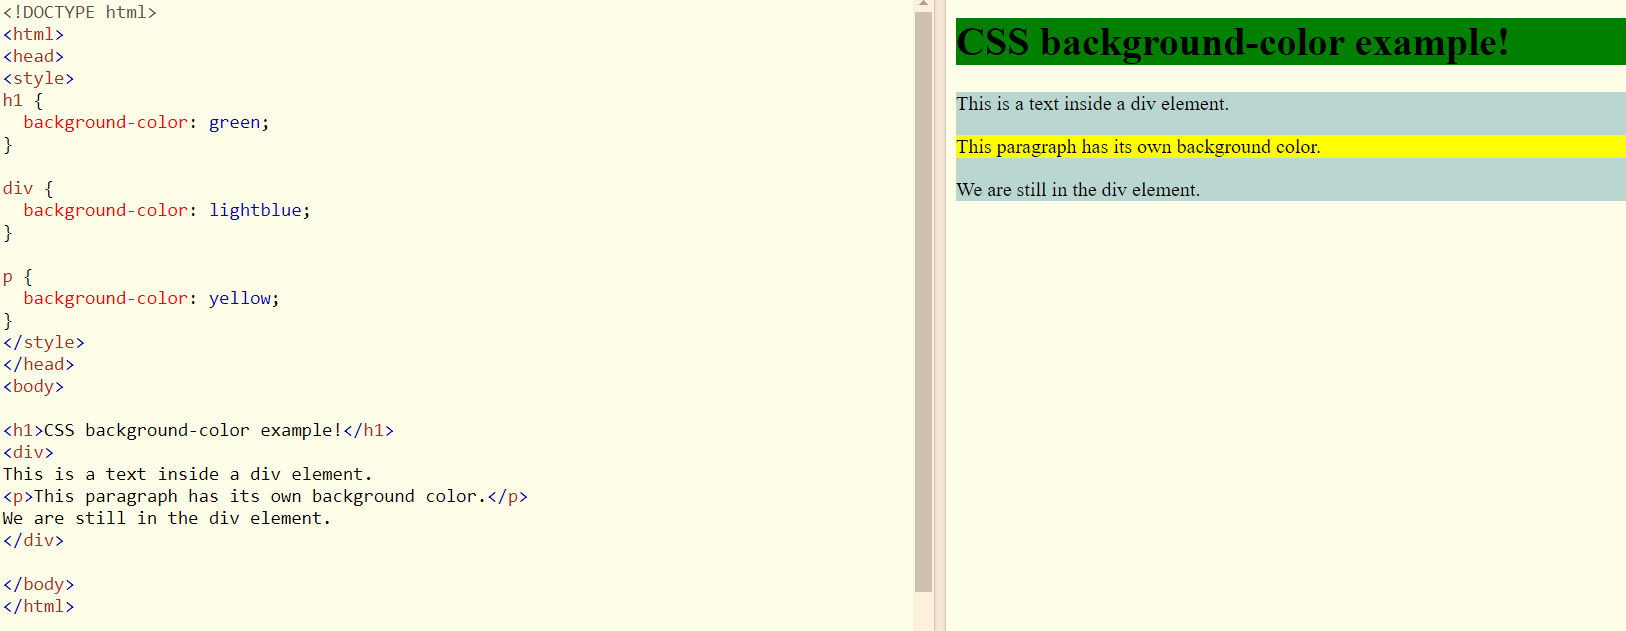 <!DOCTYPE html>
<html>
<head>
<style>
h1 {
  background-color: green;
}

div {
  background-color: lightblue;
}

p {
  background-color: yellow;
}
</style>
</head>
<body>

<h1>CSS background-color example!</h1>
<div>
This is a text inside a div element.
<p>This paragraph has its own background color.</p>
We are still in the div element.
</div>

</body>
</html>
CSS background-color example!
This is a text inside a div element.
This paragraph has its own background color.
We are still in the div element.